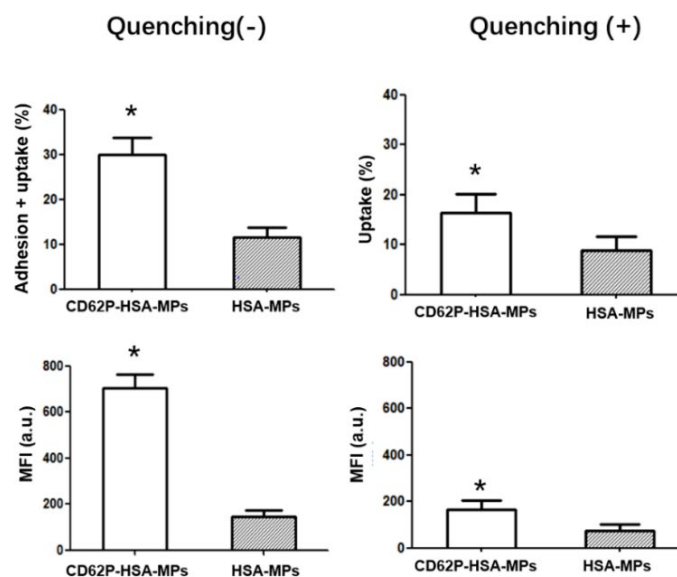 Quenching(-)
Quenching (+)
Adhesion + uptake (%)
40
30
20
10
0
*
CD62P-HSA-MPs
HSA-MPs
Uptake (%)
40
30
20
10
0
*
CD62P-HSA-MPs
HSA-MPs
MFI (a.u.)
800
600
400
200
0
*
CD62P-HSA-MPs
HSA-MPs
MFI (a.u.)
800
600
400
200
0
*
CD62P-HSA-MPs
HSA-MPs